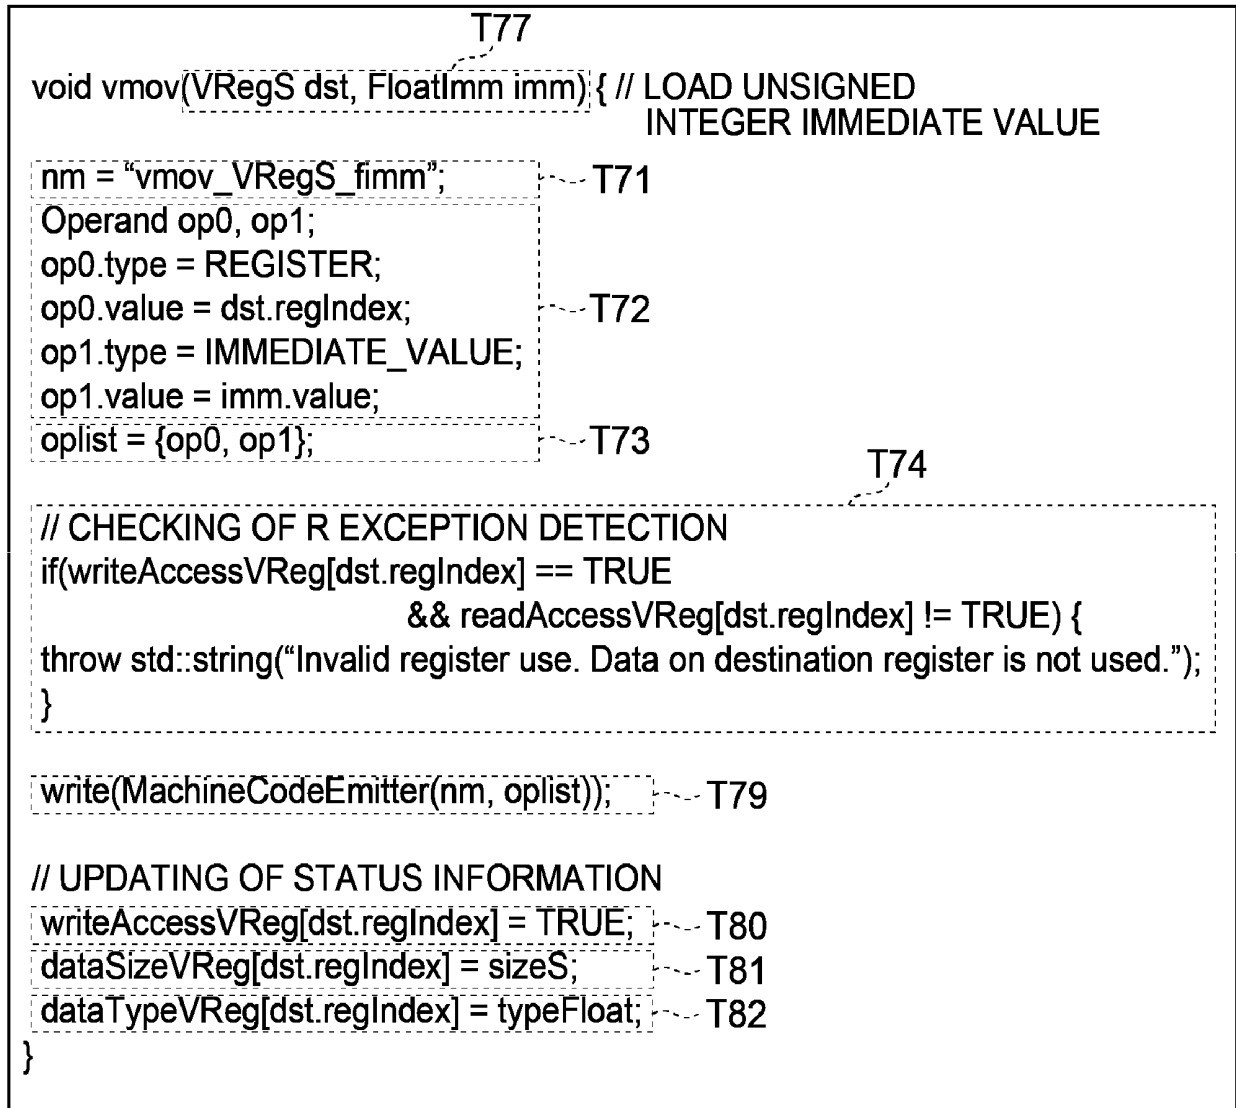 T77
void vmov(VRegS dst, FloatImm imm) { // LOAD UNSIGNED
INTEGER IMMEDIATE VALUE
nm = “vmov_VRegS_fimm”;
T71
Operand op0, op1;
op0.type = REGISTER;
op0.value = dst.regIndex;
T72
op1.type = IMMEDIATE_VALUE;
op1.value = imm.value;
oplist = {op0, op1};
T73
T74
// CHECKING OF R EXCEPTION DETECTION
if(writeAccessVReg[dst.regIndex] == TRUE
&& readAccessVReg[dst.regIndex] != TRUE) {
throw std::string(“Invalid register use. Data on destination register is not used.”);
}
write(MachineCodeEmitter(nm, oplist));
T79
// UPDATING OF STATUS INFORMATION
writeAccessVReg[dst.regIndex] = TRUE;
T80
dataSizeVReg[dst.regIndex] = sizeS;
T81
dataTypeVReg[dst.regIndex] = typeFloat;
T82
}